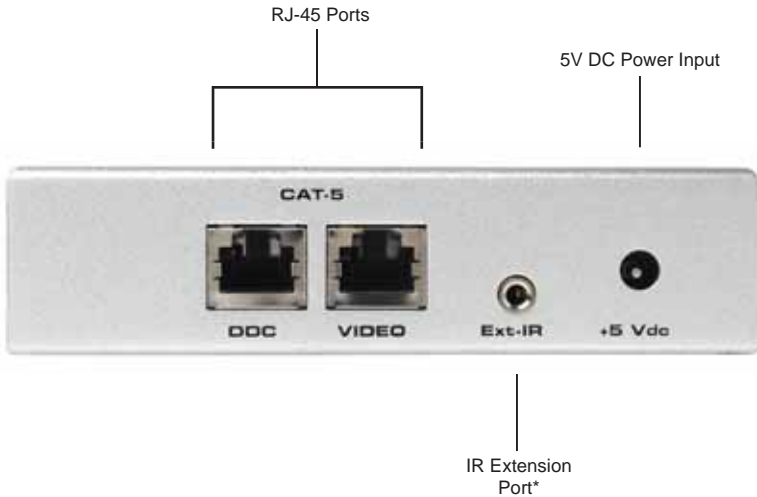 RJ-45 Ports
5V DC Power Input
CAT-5
DDC VIDEO Ext-IR +5 Vdc
IR Extension
Port*